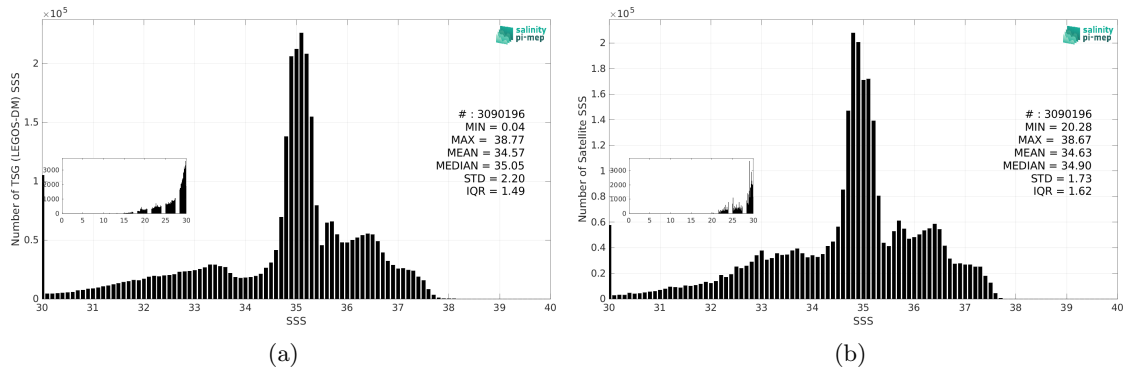 ×10^5
Number of TSG (LEGOS-DM) SSS
2
1.5
1
0.5
0
salinity
pi-mep
# : 3090196
MIN = 0.04
MAX = 38.77
MEAN = 34.57
MEDIAN = 35.05
STD = 2.20
IQR = 1.49
3000
2000
1000
0
0 5 10 15 20 25 30
30 31 32 33 34 35 36 37 38 39 40
SSS
(a)
×10^5
Number of Satellite SSS
2
1.8
1.6
1.4
1.2
1
0.8
0.6
0.4
0.2
0
salinity
pi-mep
# : 3090196
MIN = 20.28
MAX = 38.67
MEAN = 34.63
MEDIAN = 34.90
STD = 1.73
IQR = 1.62
3000
2000
1000
0
0 5 10 15 20 25 30
30 31 32 33 34 35 36 37 38 39 40
SSS
(b)